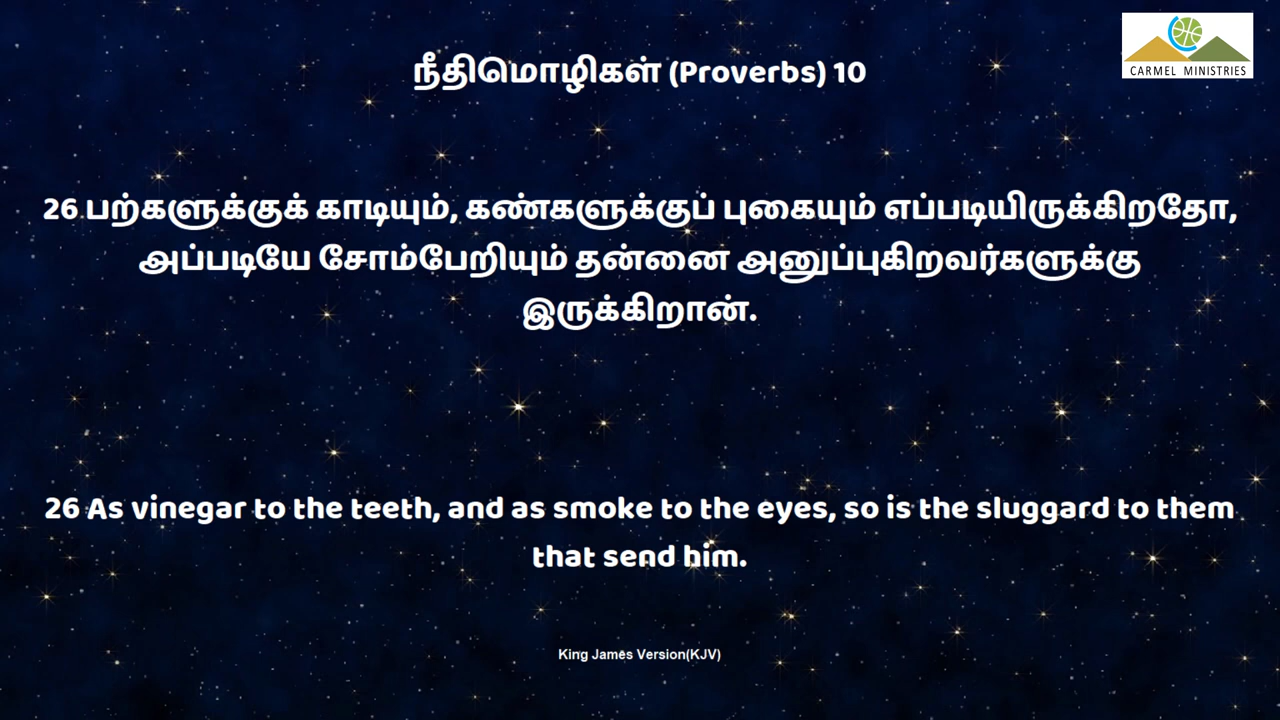 நீதிமொழிகள் (Proverbs) 10
CARMEL MINISTRIES
26 பற்களுக்குக் காடியும், கண்களுக்குப் புகையும் எப்படியிருக்கிறதோ,
அப்படியே சோம்பேறியும் தன்னை அனுப்புகிறவர்களுக்கு
இருக்கிறான்.
26 As vinegar to the teeth, and as smoke to the eyes, so is the sluggard to them
that send him.
King James Version(KJV)